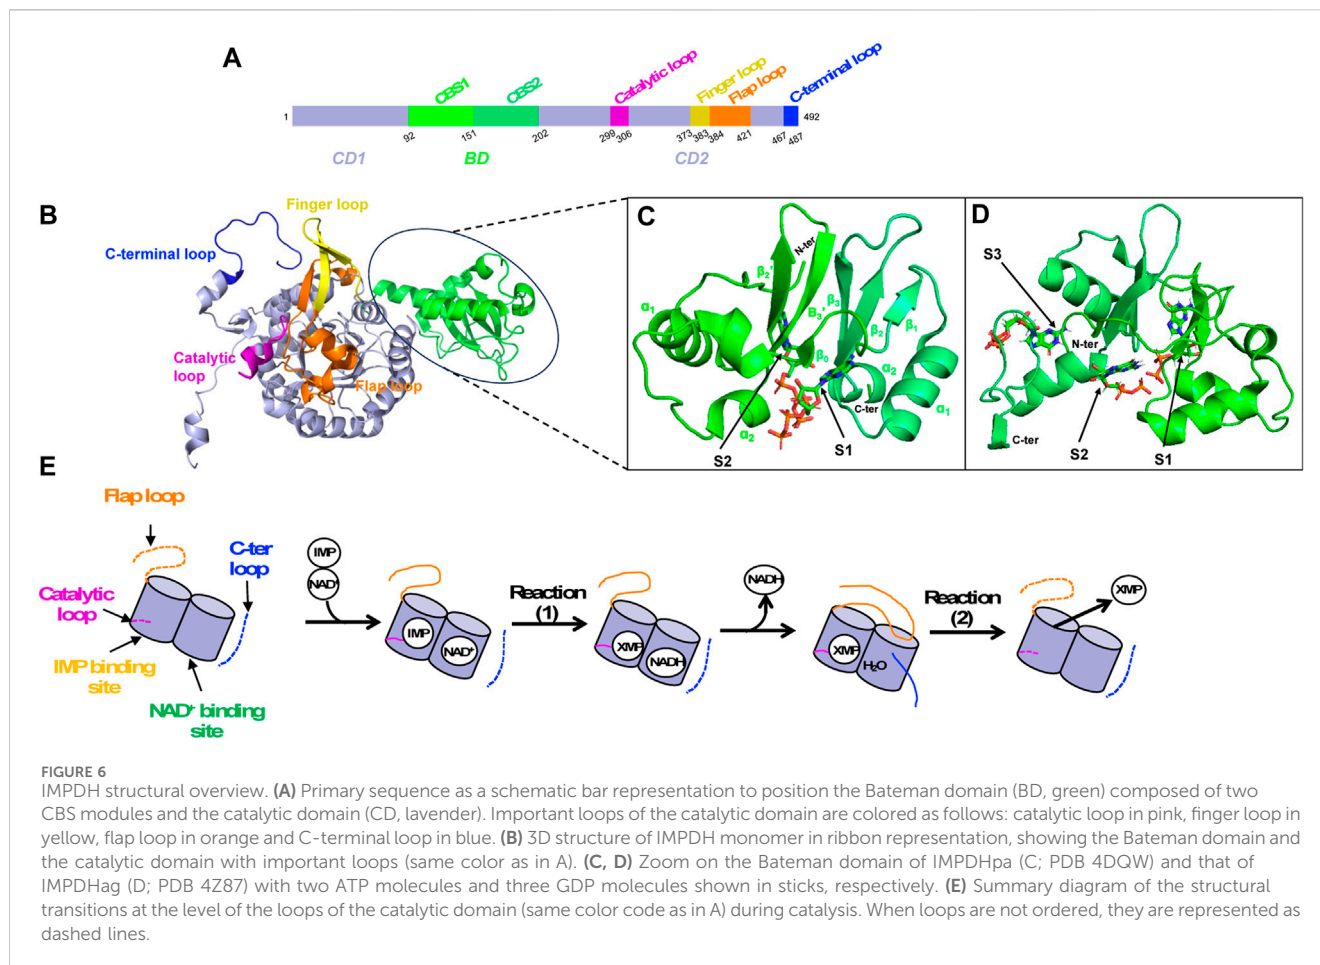 A
CBS1
CBS2
Catalytic loop
Finger loop
Flap loop
C-terminal loop
1
492
92
151
202
299
306
373
383
384
421
467
487
CD1
BD
CD2
B
Finger loop
C-terminal loop
Catalytic
loop
Flap loop
C
N-ter
β2'
α1
β3
B3'
β2
β1
β0
α2
C-ter
α1
α2
S2
S1
D
S3
N-ter
C-ter
S2
S1
E
Flap loop
C-ter
loop
Catalytic
loop
IMP binding
site
NAD+ binding
site
IMP
NAD+
IMP
NAD+
Reaction
(1)
XMP
NADH
NADH
XMP
H2O
Reaction
(2)
XMP
FIGURE 6
IMPDH structural overview. (A) Primary sequence as a schematic bar representation to position the Bateman domain (BD, green) composed of two
CBS modules and the catalytic domain (CD, lavender). Important loops of the catalytic domain are colored as follows: catalytic loop in pink, finger loop in
yellow, flap loop in orange and C-terminal loop in blue. (B) 3D structure of IMPDH monomer in ribbon representation, showing the Bateman domain and
the catalytic domain with important loops (same color as in A). (C, D) Zoom on the Bateman domain of IMPDHpa (C; PDB 4DQW) and that of
IMPDHag (D; PDB 4Z87) with two ATP molecules and three GDP molecules shown in sticks, respectively. (E) Summary diagram of the structural
transitions at the level of the loops of the catalytic domain (same color code as in A) during catalysis. When loops are not ordered, they are represented as
dashed lines.